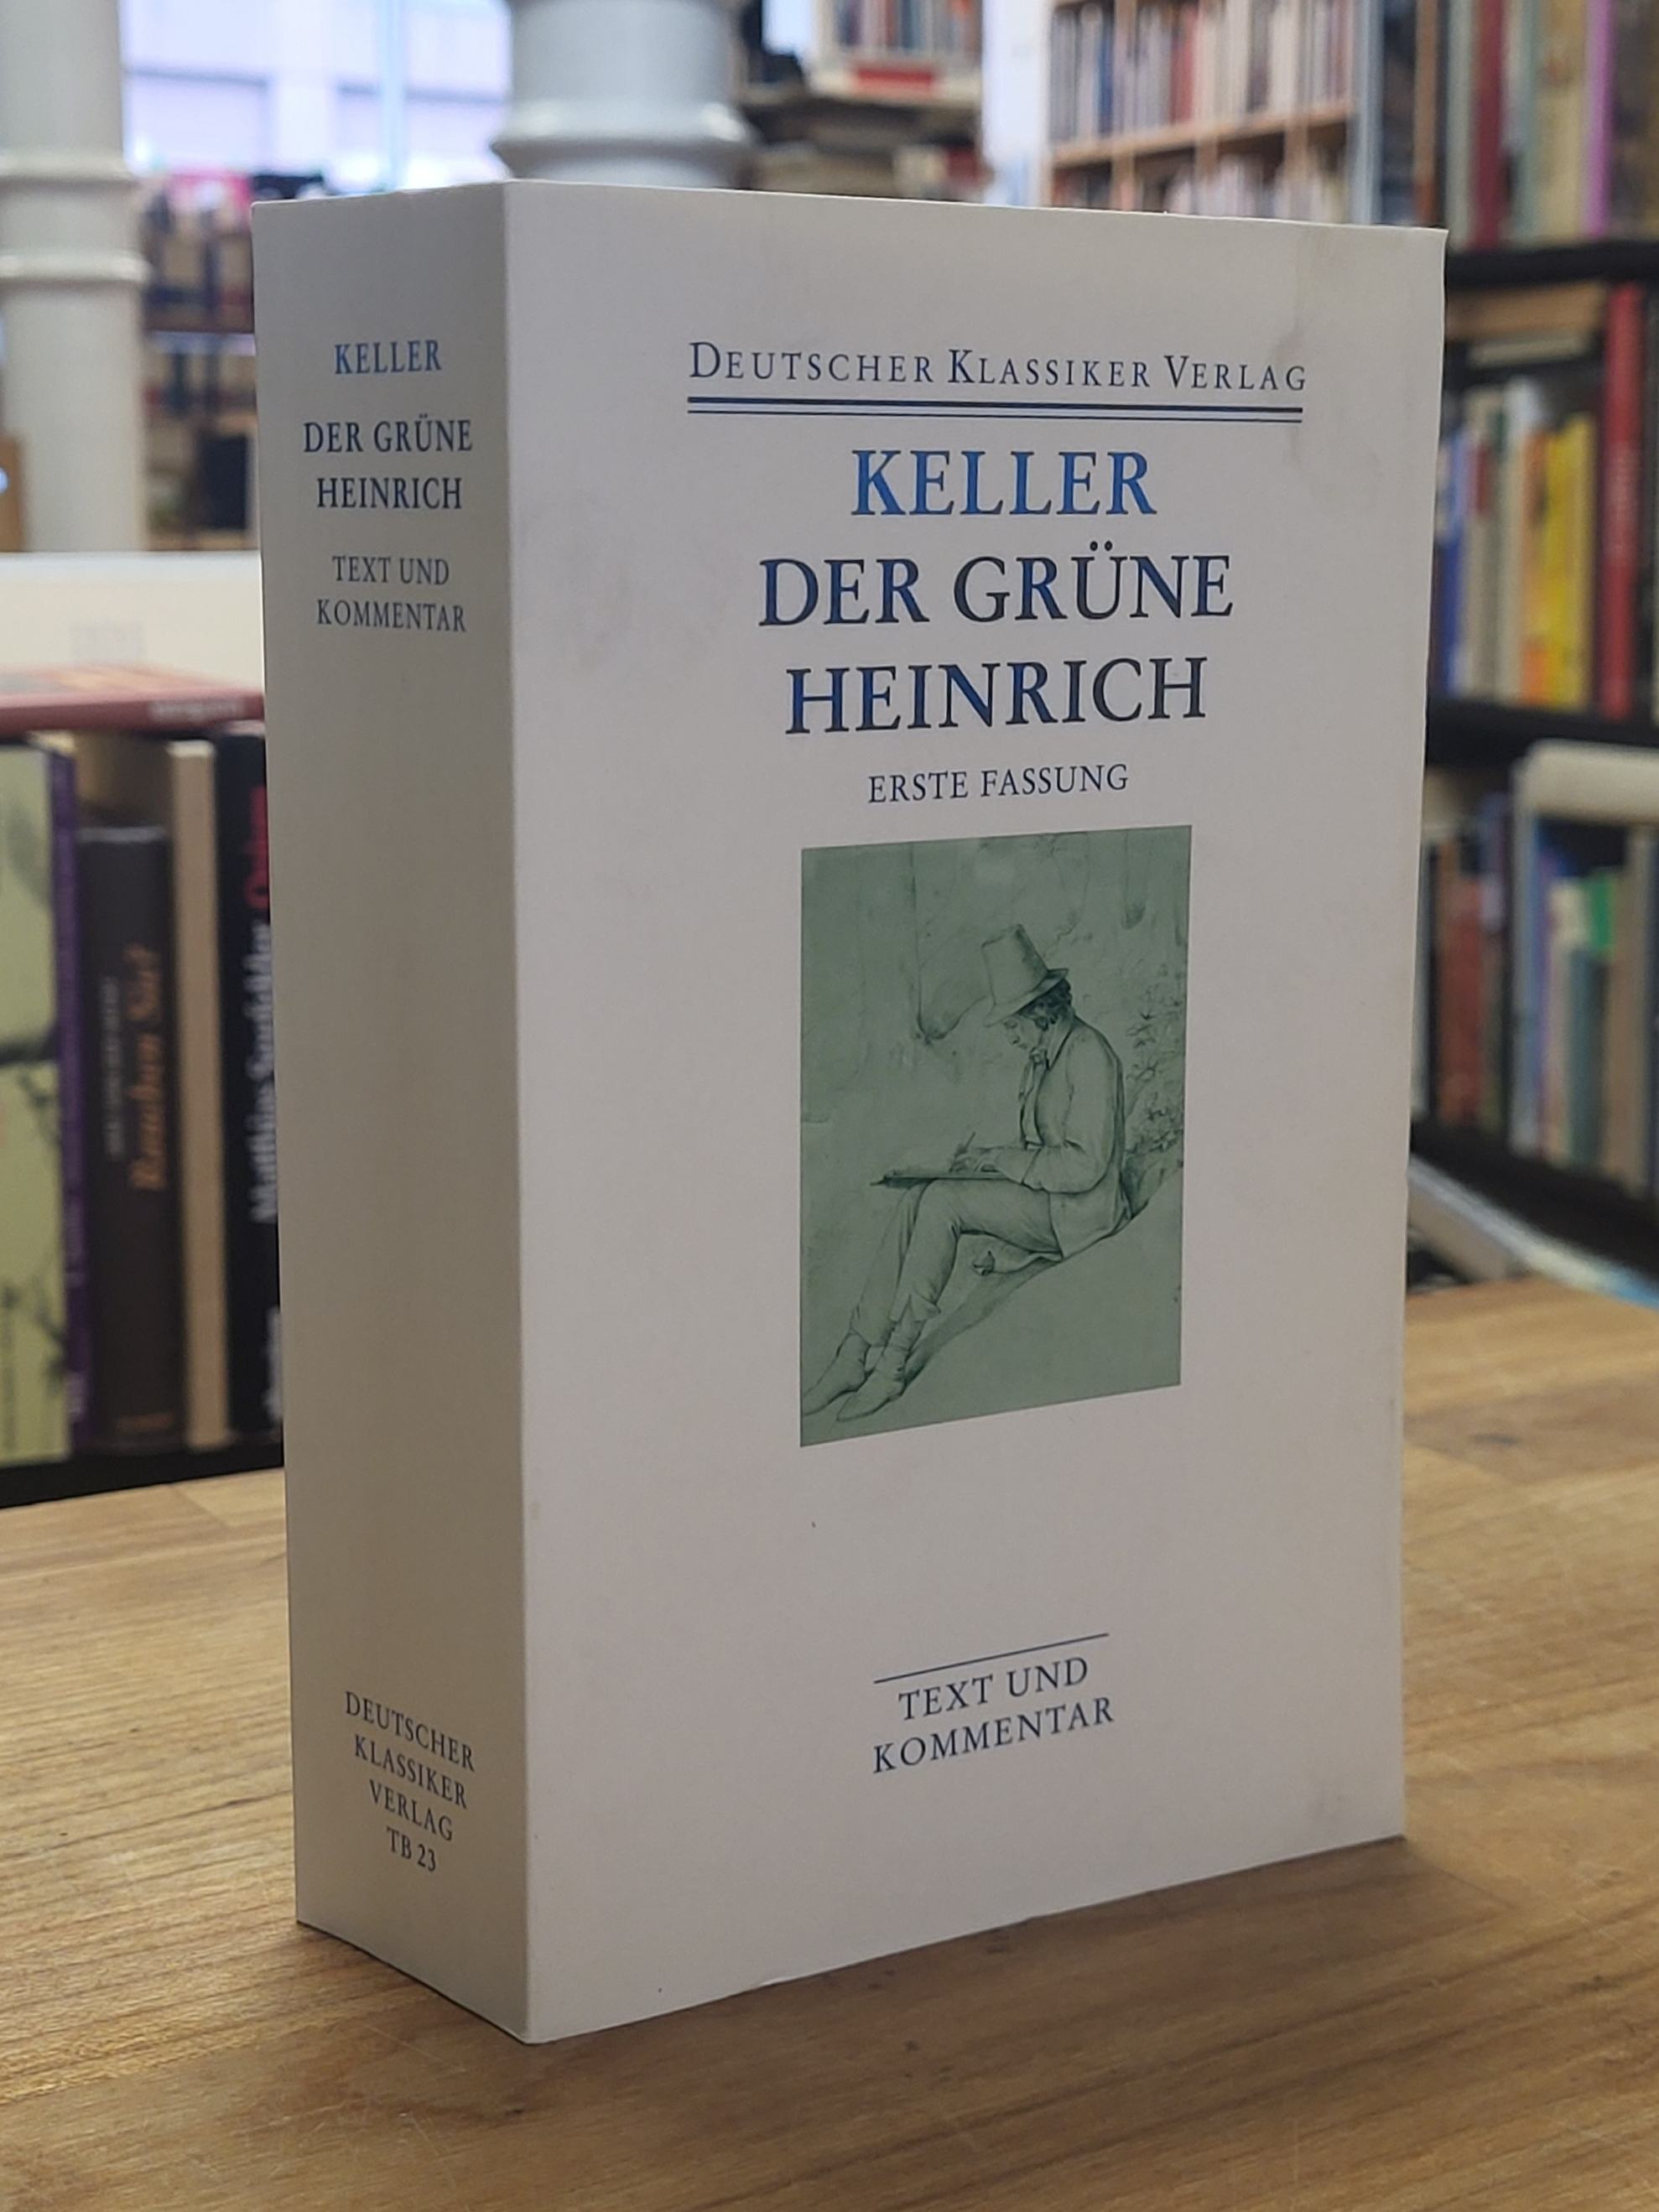 KELLER
DER GRÜNE
HEINRICH
TEXT UND
KOMMENTAR
DEUTSCHER
KLASSIKER
VERLAG
TB 23
DEUTSCHER KLASSIKER VERLAG
KELLER
DER GRÜNE
HEINRICH
ERSTE FASSUNG
TEXT UND
KOMMENTAR